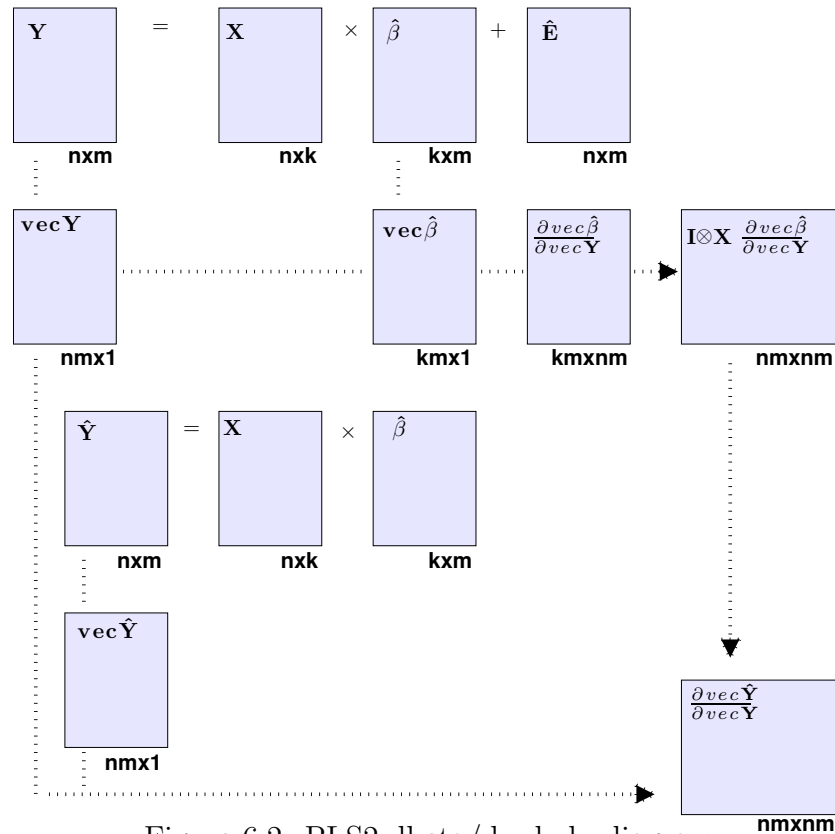 Y = X × β̂ + Ê
nxm nxk kxm nxm
vecY vecβ̂ ∂vecβ̂/∂vecY I⊗X ∂vecβ̂/∂vecY
nmx1 kmx1 kmxnm nmxnm
Ŷ = X × β̂
nxm nxk kxm
vecŶ
nmx1
∂vecŶ/∂vecY
nmxnm